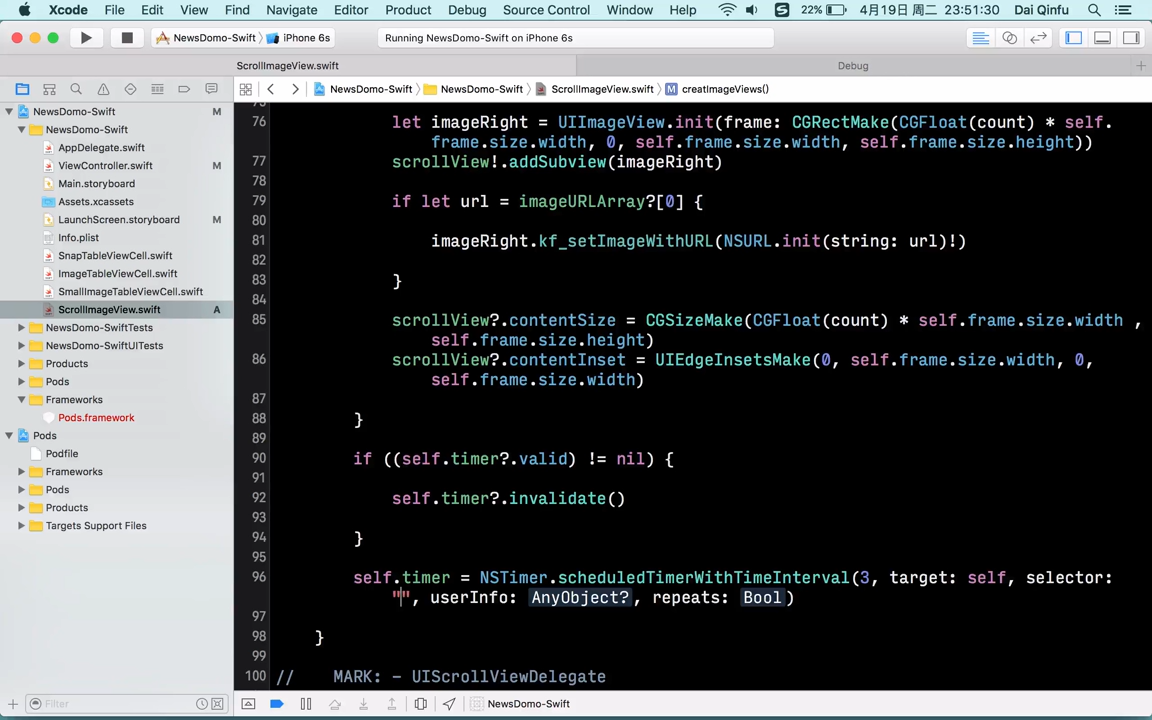 Xcode File Edit View Find Navigate Editor Product Debug Source Control Window Help 22% 4月19日 周二 23:51:30 Dai Qinfu
NewsDomo-Swift iPhone 6s Running NewsDomo-Swift on iPhone 6s
ScrollImageView.swift Debug
NewsDomo-Swift NewsDomo-Swift ScrollImageView.swift M creatImageViews()
NewsDomo-Swift M
NewsDomo-Swift
AppDelegate.swift
ViewController.swift M
Main.storyboard
Assets.xcassets
LaunchScreen.storyboard M
Info.plist
SnapTableViewCell.swift
ImageTableViewCell.swift
SmallImageTableViewCell.swift
ScrollImageView.swift A
NewsDomo-SwiftTests
NewsDomo-SwiftUITests
Products
Pods
Frameworks
Pods.framework
Pods
Podfile
Frameworks
Pods
Products
Targets Support Files
Filter
75
76 let imageRight = UIImageView.init(frame: CGRectMake(CGFloat(count) * self.
frame.size.width, 0, self.frame.size.width, self.frame.size.height))
77 scrollView!.addSubview(imageRight)
78
79 if let url = imageURLArray?[0] {
80
81 imageRight.kf_setImageWithURL(NSURL.init(string: url)!)
82
83 }
84
85 scrollView?.contentSize = CGSizeMake(CGFloat(count) * self.frame.size.width ,
self.frame.size.height)
86 scrollView?.contentInset = UIEdgeInsetsMake(0, self.frame.size.width, 0,
self.frame.size.width)
87
88 }
89
90 if ((self.timer?.valid) != nil) {
91
92 self.timer?.invalidate()
93
94 }
95
96 self.timer = NSTimer.scheduledTimerWithTimeInterval(3, target: self, selector:
"", userInfo: AnyObject?, repeats: Bool)
97
98 }
99
100 // MARK: - UIScrollViewDelegate
NewsDomo-Swift